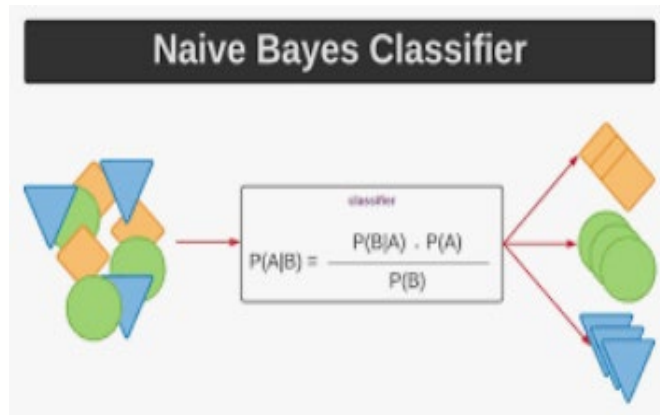 Naive Bayes Classifier
classifier
P(A|B) = P(B|A) . P(A)
P(B)